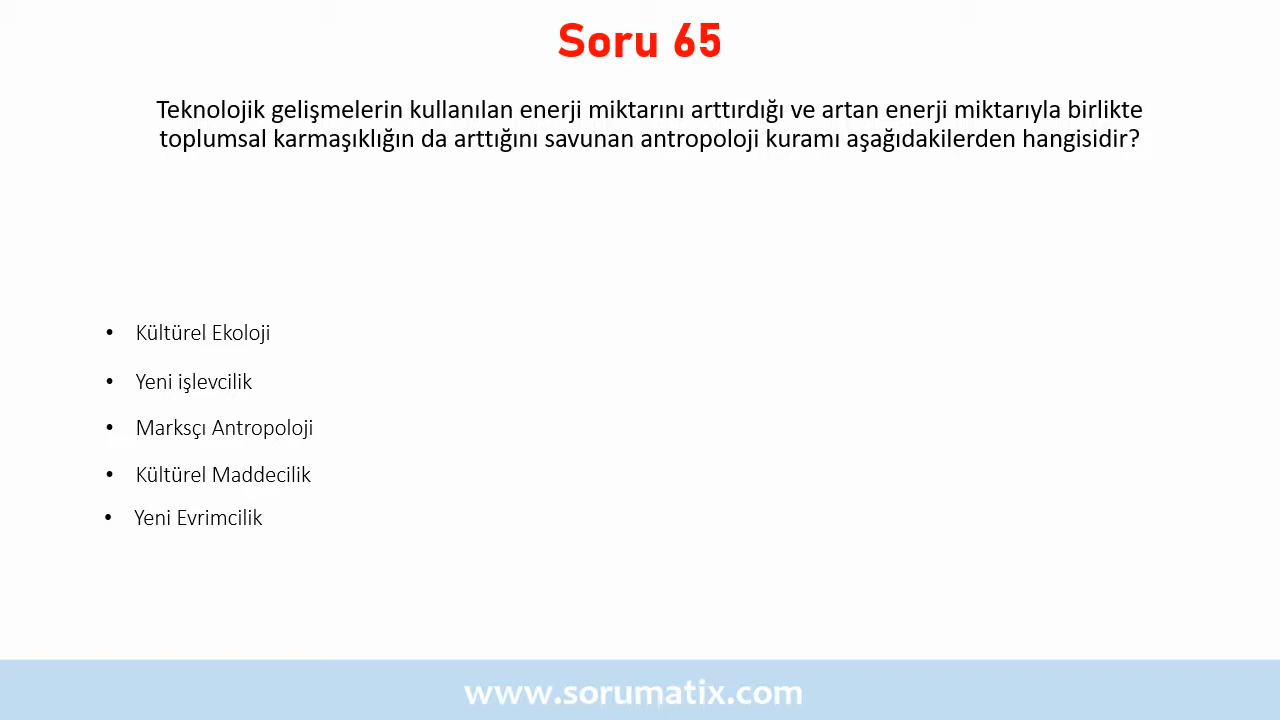 Soru 65
Teknolojik gelişmelerin kullanılan enerji miktarını arttırdığı ve artan enerji miktarıyla birlikte
toplumsal karmaşıklığın da arttığını savunan antropoloji kuramı aşağıdakilerden hangisidir?
• Kültürel Ekoloji
• Yeni işlevcilik
• Marksçı Antropoloji
• Kültürel Maddecilik
• Yeni Evrimcilik
www.sorumatix.com